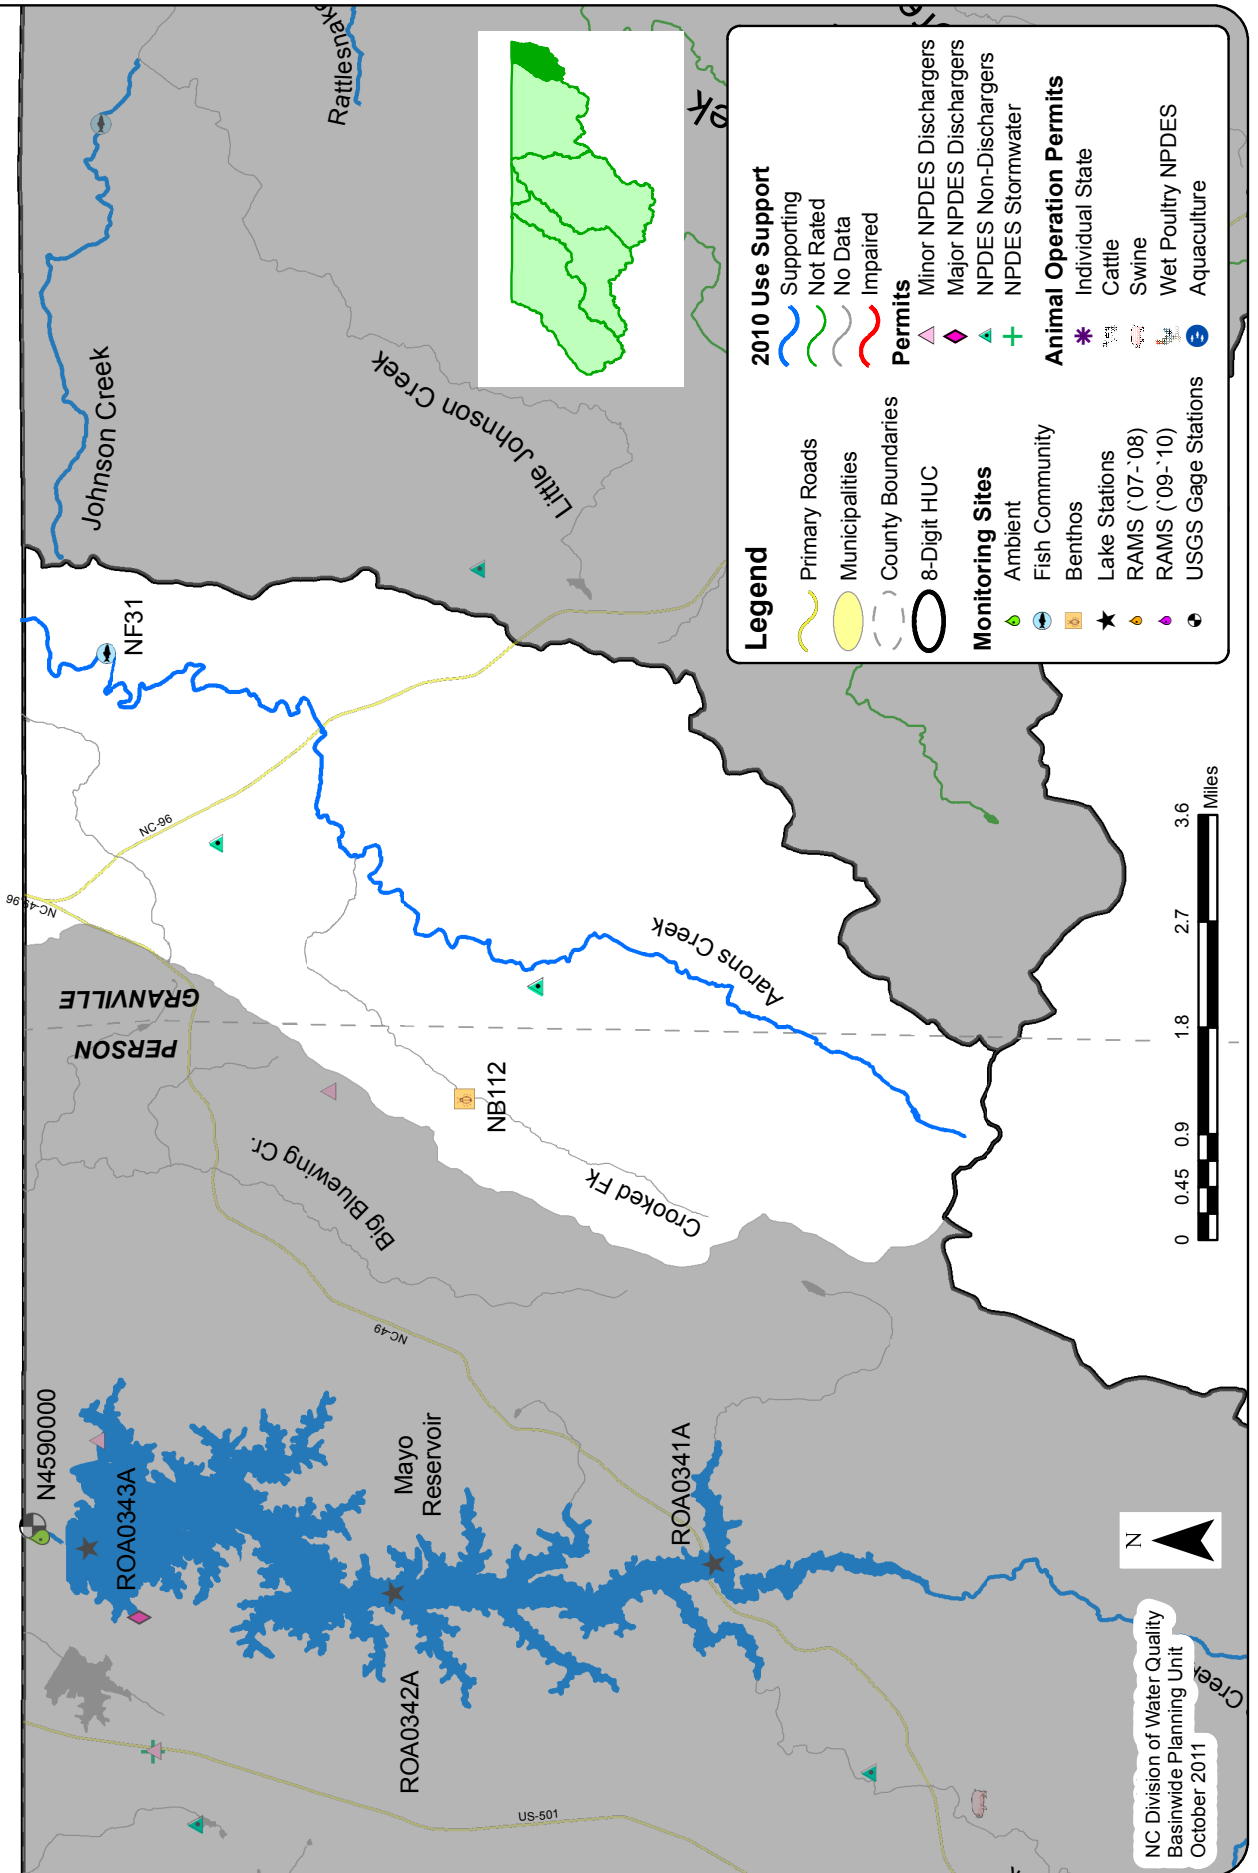 N4590000
ROA0343A
Mayo
Reservoir
ROA0342A
ROA0341A
US-501
NC-49
Big Bluewing Cr.
PERSON
GRANVILLE
NC-49,96
NC-96
NB112
Crooked Fk
Aarons Creek
NF31
Johnson Creek
Little Johnson Creek
Rattlesnake
ek
Creek
Legend
Primary Roads
Municipalities
County Boundaries
8-Digit HUC
Monitoring Sites
Ambient
Fish Community
Benthos
Lake Stations
RAMS (`07-`08)
RAMS (`09-`10)
USGS Gage Stations
2010 Use Support
Supporting
Not Rated
No Data
Impaired
Permits
Minor NPDES Dischargers
Major NPDES Dischargers
NPDES Non-Dischargers
NPDES Stormwater
Animal Operation Permits
Individual State
Cattle
Swine
Wet Poultry NPDES
Aquaculture
0 0.45 0.9 1.8 2.7 3.6
Miles
N
NC Division of Water Quality
Basinwide Planning Unit
October 2011